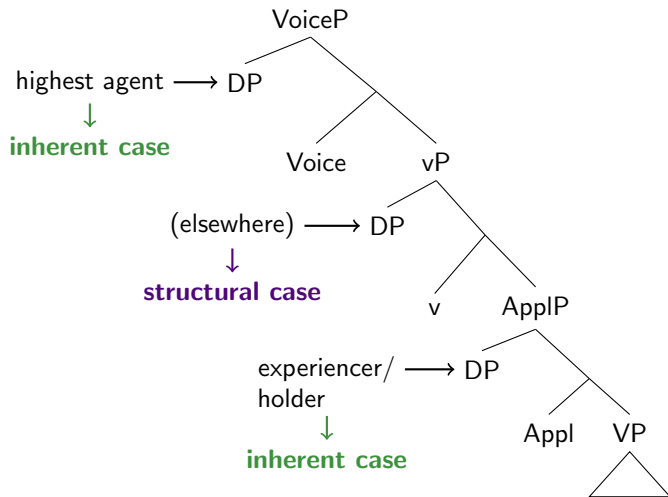 VoiceP
highest agent → DP
↓
inherent case
Voice vP
(elsewhere) → DP
↓
structural case
v ApplP
experiencer/ → DP
holder
↓
Appl VP
inherent case